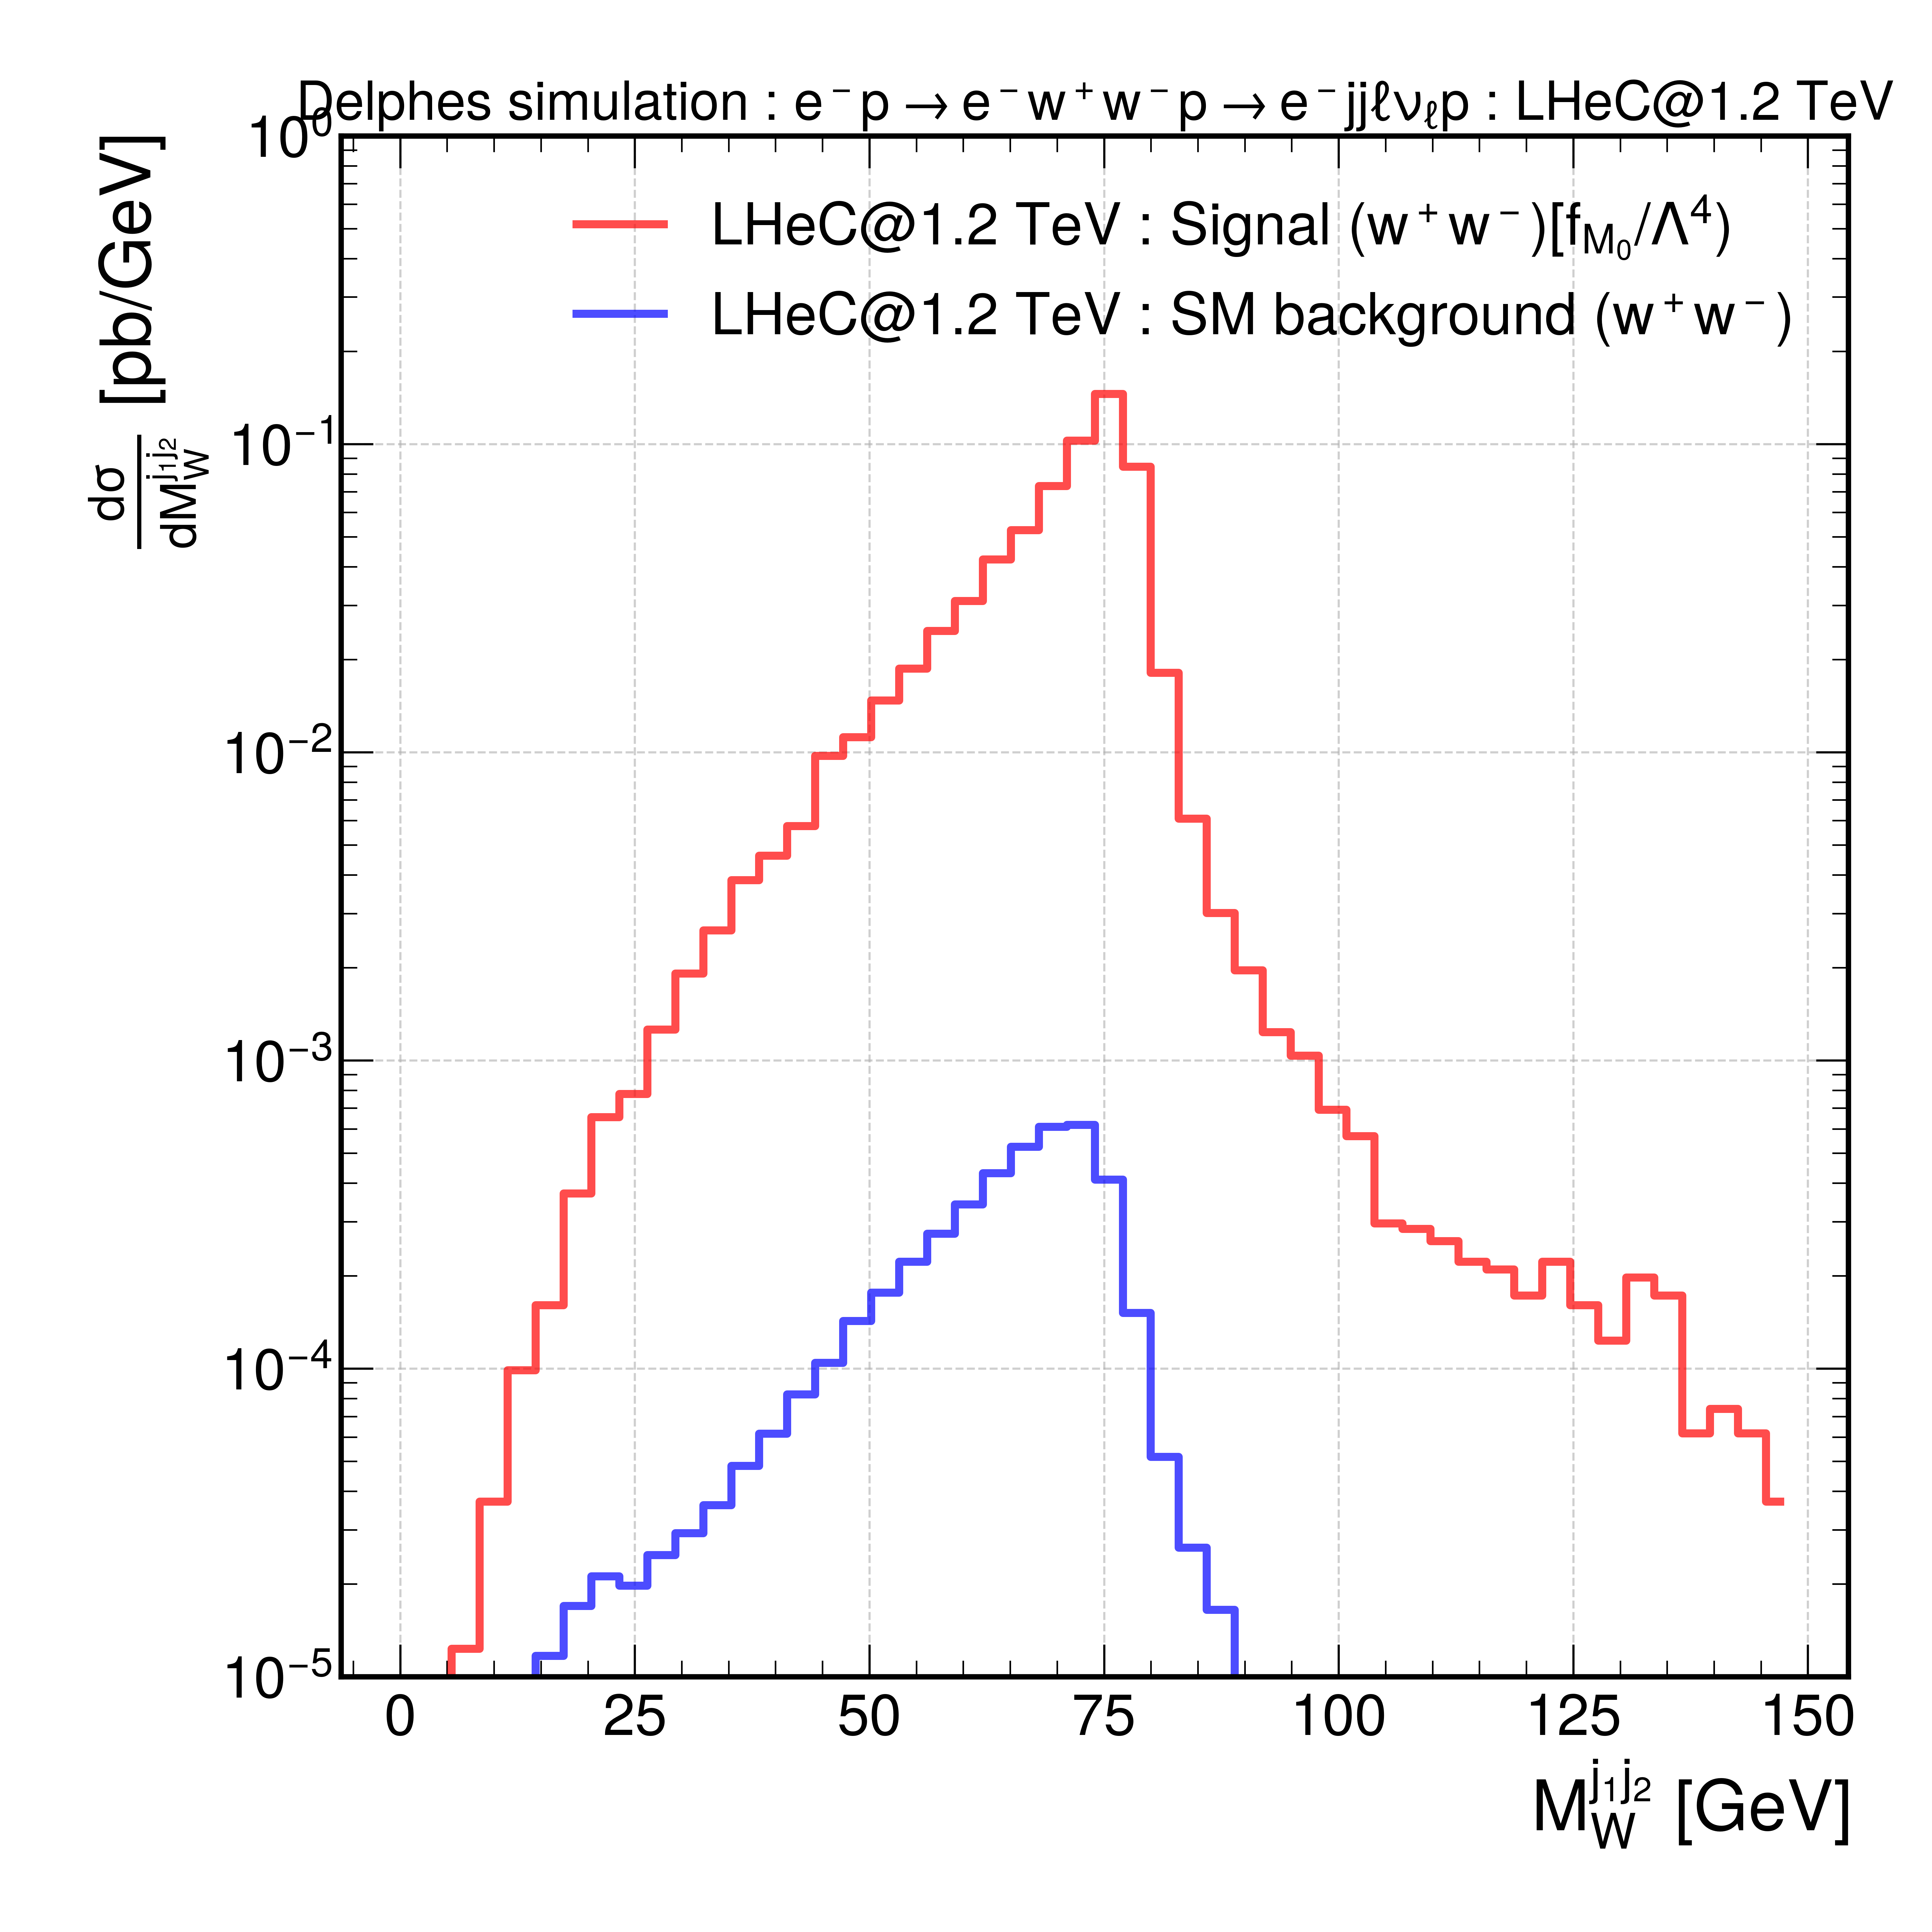 Delphes simulation : e⁻p → e⁻w⁺w⁻p → e⁻jjℓν_ℓp : LHeC@1.2 TeV
LHeC@1.2 TeV : Signal (w⁺w⁻)[f_{M₀}/Λ⁴]
LHeC@1.2 TeV : SM background (w⁺w⁻)
dσ/dM_W^{j₁j₂} [pb/GeV]
10⁰
10⁻¹
10⁻²
10⁻³
10⁻⁴
10⁻⁵
0 25 50 75 100 125 150
M_W^{j₁j₂} [GeV]